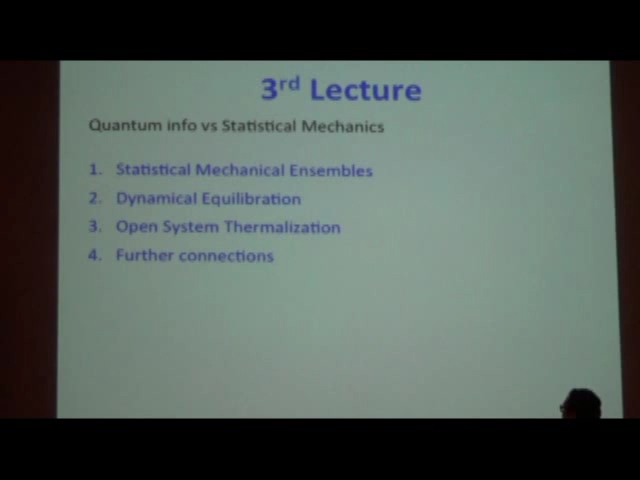 3rd Lecture
Quantum info vs Statistical Mechanics
1. Statistical Mechanical Ensembles
2. Dynamical Equilibration
3. Open System Thermalization
4. Further connections